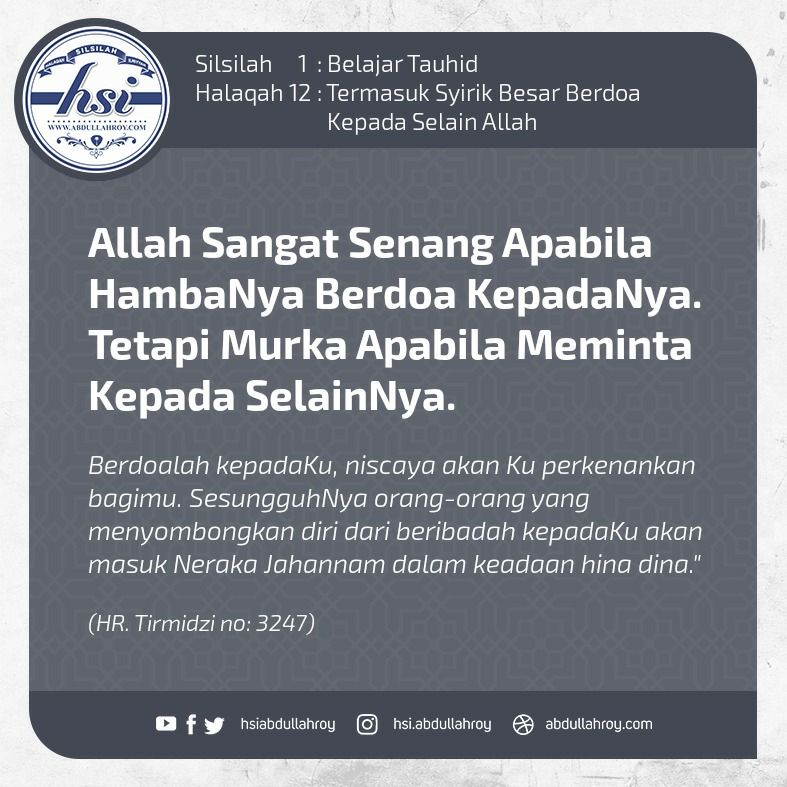 SILSILAH
HALAQAH ILMIYAH
hsi
WWW.ABDULLAHROY.COM
Silsilah 1 : Belajar Tauhid
Halaqah 12 : Termasuk Syirik Besar Berdoa
Kepada Selain Allah
Allah Sangat Senang Apabila
HambaNya Berdoa KepadaNya.
Tetapi Murka Apabila Meminta
Kepada SelainNya.
Berdoalah kepadaKu, niscaya akan Ku perkenankan
bagimu. SesungguhNya orang-orang yang
menyombongkan diri dari beribadah kepadaKu akan
masuk Neraka Jahannam dalam keadaan hina dina."
(HR. Tirmidzi no: 3247)
hsiabdullahroy hsi.abdullahroy abdullahroy.com